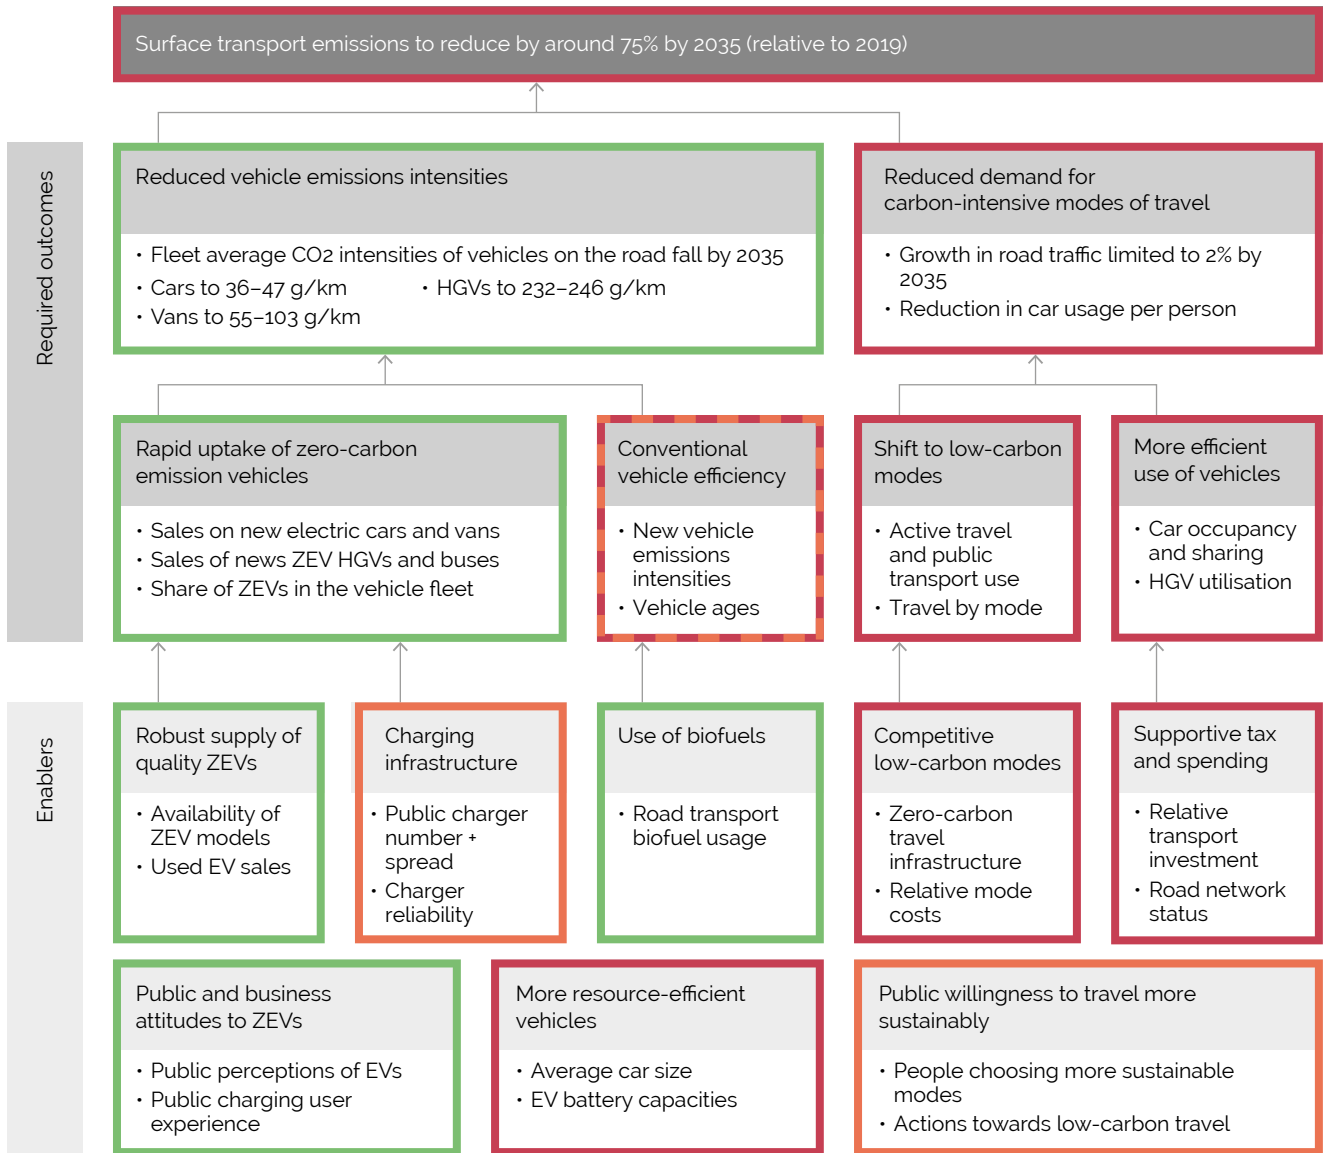 Surface transport emissions to reduce by around 75% by 2035 (relative to 2019)
Required outcomes
Reduced vehicle emissions intensities
• Fleet average CO2 intensities of vehicles on the road fall by 2035
• Cars to 36–47 g/km
• HGVs to 232–246 g/km
• Vans to 55–103 g/km
Reduced demand for
carbon-intensive modes of travel
• Growth in road traffic limited to 2% by
2035
• Reduction in car usage per person
Rapid uptake of zero-carbon
emission vehicles
• Sales on new electric cars and vans
• Sales of news ZEV HGVs and buses
• Share of ZEVs in the vehicle fleet
Conventional
vehicle efficiency
• New vehicle
emissions
intensities
• Vehicle ages
Shift to low-carbon
modes
• Active travel
and public
transport use
• Travel by mode
More efficient
use of vehicles
• Car occupancy
and sharing
• HGV utilisation
Enablers
Robust supply of
quality ZEVs
• Availability of
ZEV models
• Used EV sales
Charging
infrastructure
• Public charger
number +
spread
• Charger
reliability
Use of biofuels
• Road transport
biofuel usage
Competitive
low-carbon modes
• Zero-carbon
travel
infrastructure
• Relative mode
costs
Supportive tax
and spending
• Relative
transport
investment
• Road network
status
Public and business
attitudes to ZEVs
• Public perceptions of EVs
• Public charging user
experience
More resource-efficient
vehicles
• Average car size
• EV battery capacities
Public willingness to travel more
sustainably
• People choosing more sustainable
modes
• Actions towards low-carbon travel